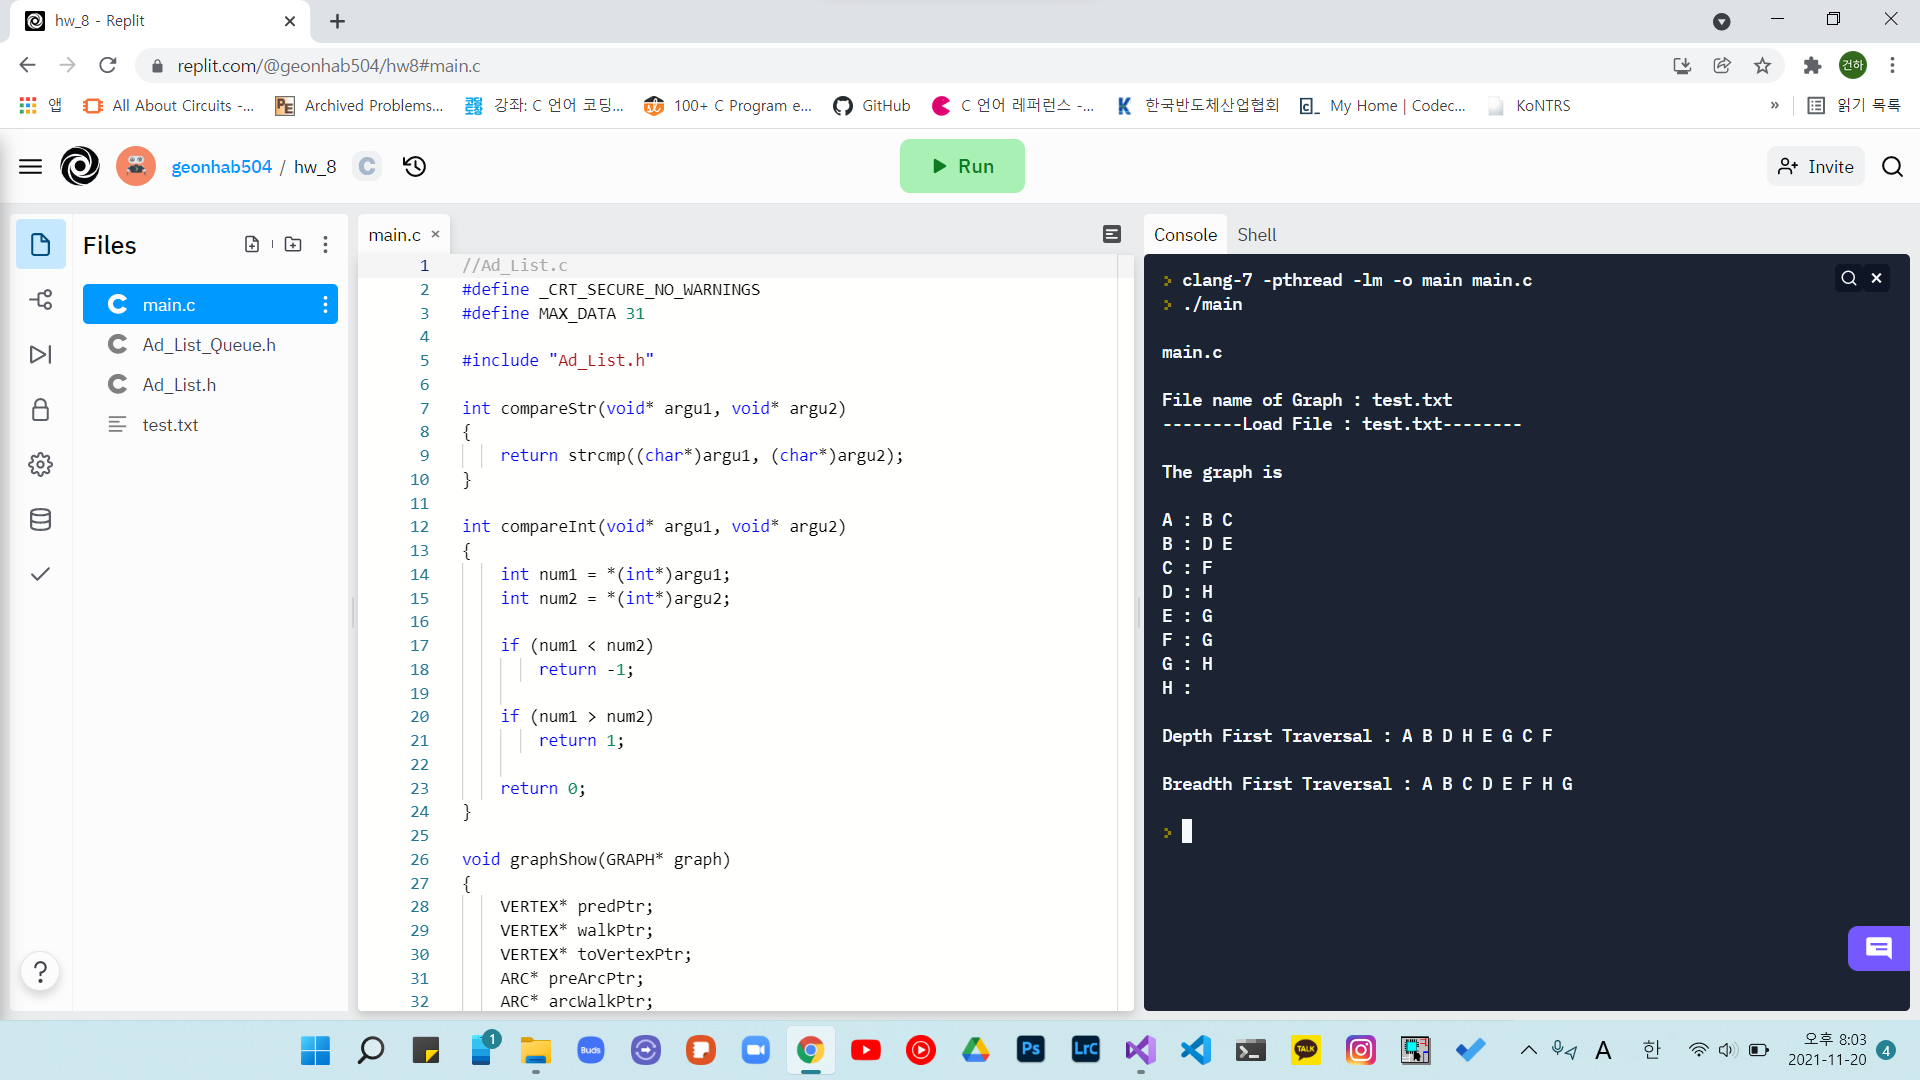 hw_8 - Replit
replit.com/@geonhab504/hw8#main.c
건하
앱
All About Circuits -...
Archived Problems...
강좌: C 언어 코딩...
100+ C Program e...
GitHub
C 언어 레퍼런스 -...
한국반도체산업협회
My Home | Codec...
KoNTRS
»
읽기 목록
geonhab504 / hw_8
C
Run
Invite
Files
main.c
Ad_List_Queue.h
Ad_List.h
test.txt
main.c
1 //Ad_List.c
2 #define _CRT_SECURE_NO_WARNINGS
3 #define MAX_DATA 31
4
5 #include "Ad_List.h"
6
7 int compareStr(void* argu1, void* argu2)
8 {
9 return strcmp((char*)argu1, (char*)argu2);
10 }
11
12 int compareInt(void* argu1, void* argu2)
13 {
14 int num1 = *(int*)argu1;
15 int num2 = *(int*)argu2;
16
17 if (num1 < num2)
18 return -1;
19
20 if (num1 > num2)
21 return 1;
22
23 return 0;
24 }
25
26 void graphShow(GRAPH* graph)
27 {
28 VERTEX* predPtr;
29 VERTEX* walkPtr;
30 VERTEX* toVertexPtr;
31 ARC* preArcPtr;
32 ARC* arcWalkPtr;
Console
Shell
> clang-7 -pthread -lm -o main main.c
> ./main
main.c
File name of Graph : test.txt
--------Load File : test.txt--------
The graph is
A : B C
B : D E
C : F
D : H
E : G
F : G
G : H
H :
Depth First Traversal : A B D H E G C F
Breadth First Traversal : A B C D E F H G
>
?
1
Buds
Ps
LrC
TALK
A
한
오후 8:03
2021-11-20
4